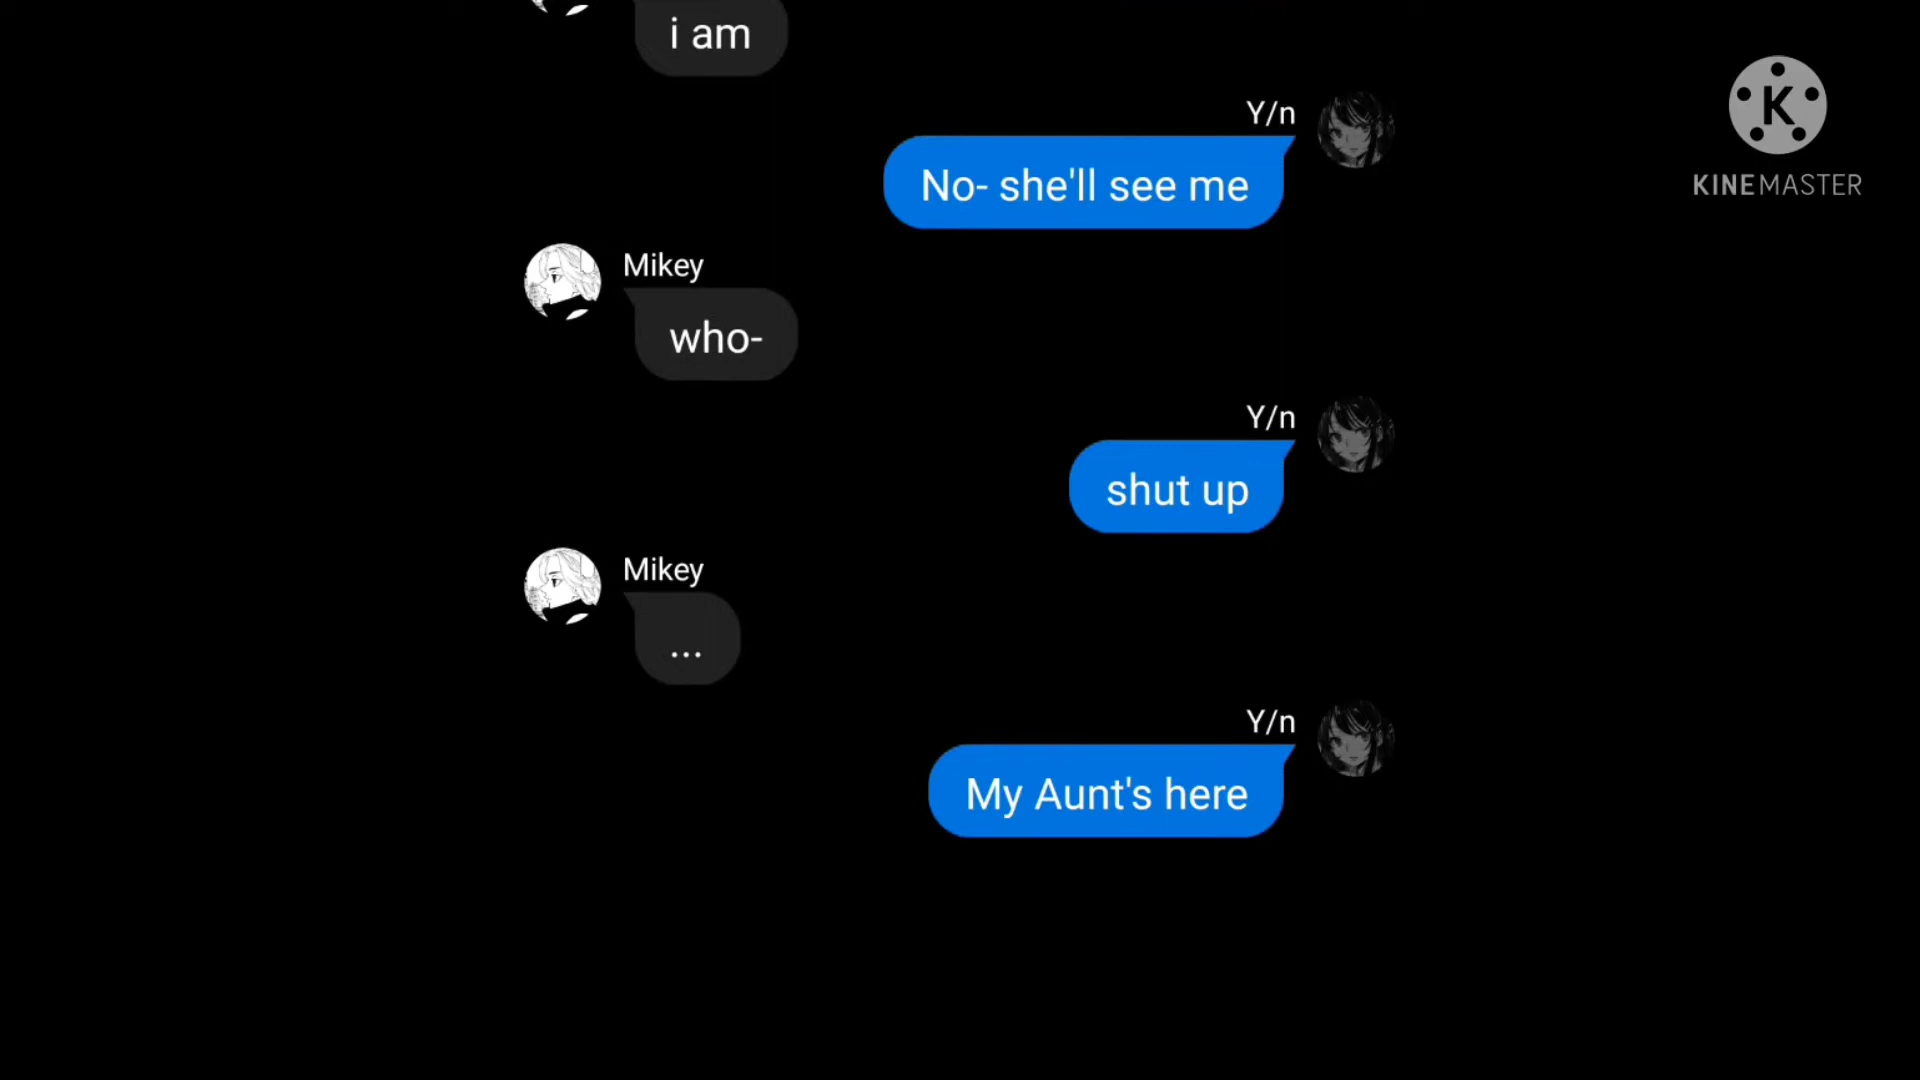 i am
Y/n
No- she'll see me
Mikey
who-
Y/n
shut up
Mikey
...
Y/n
My Aunt's here
K
KINEMASTER